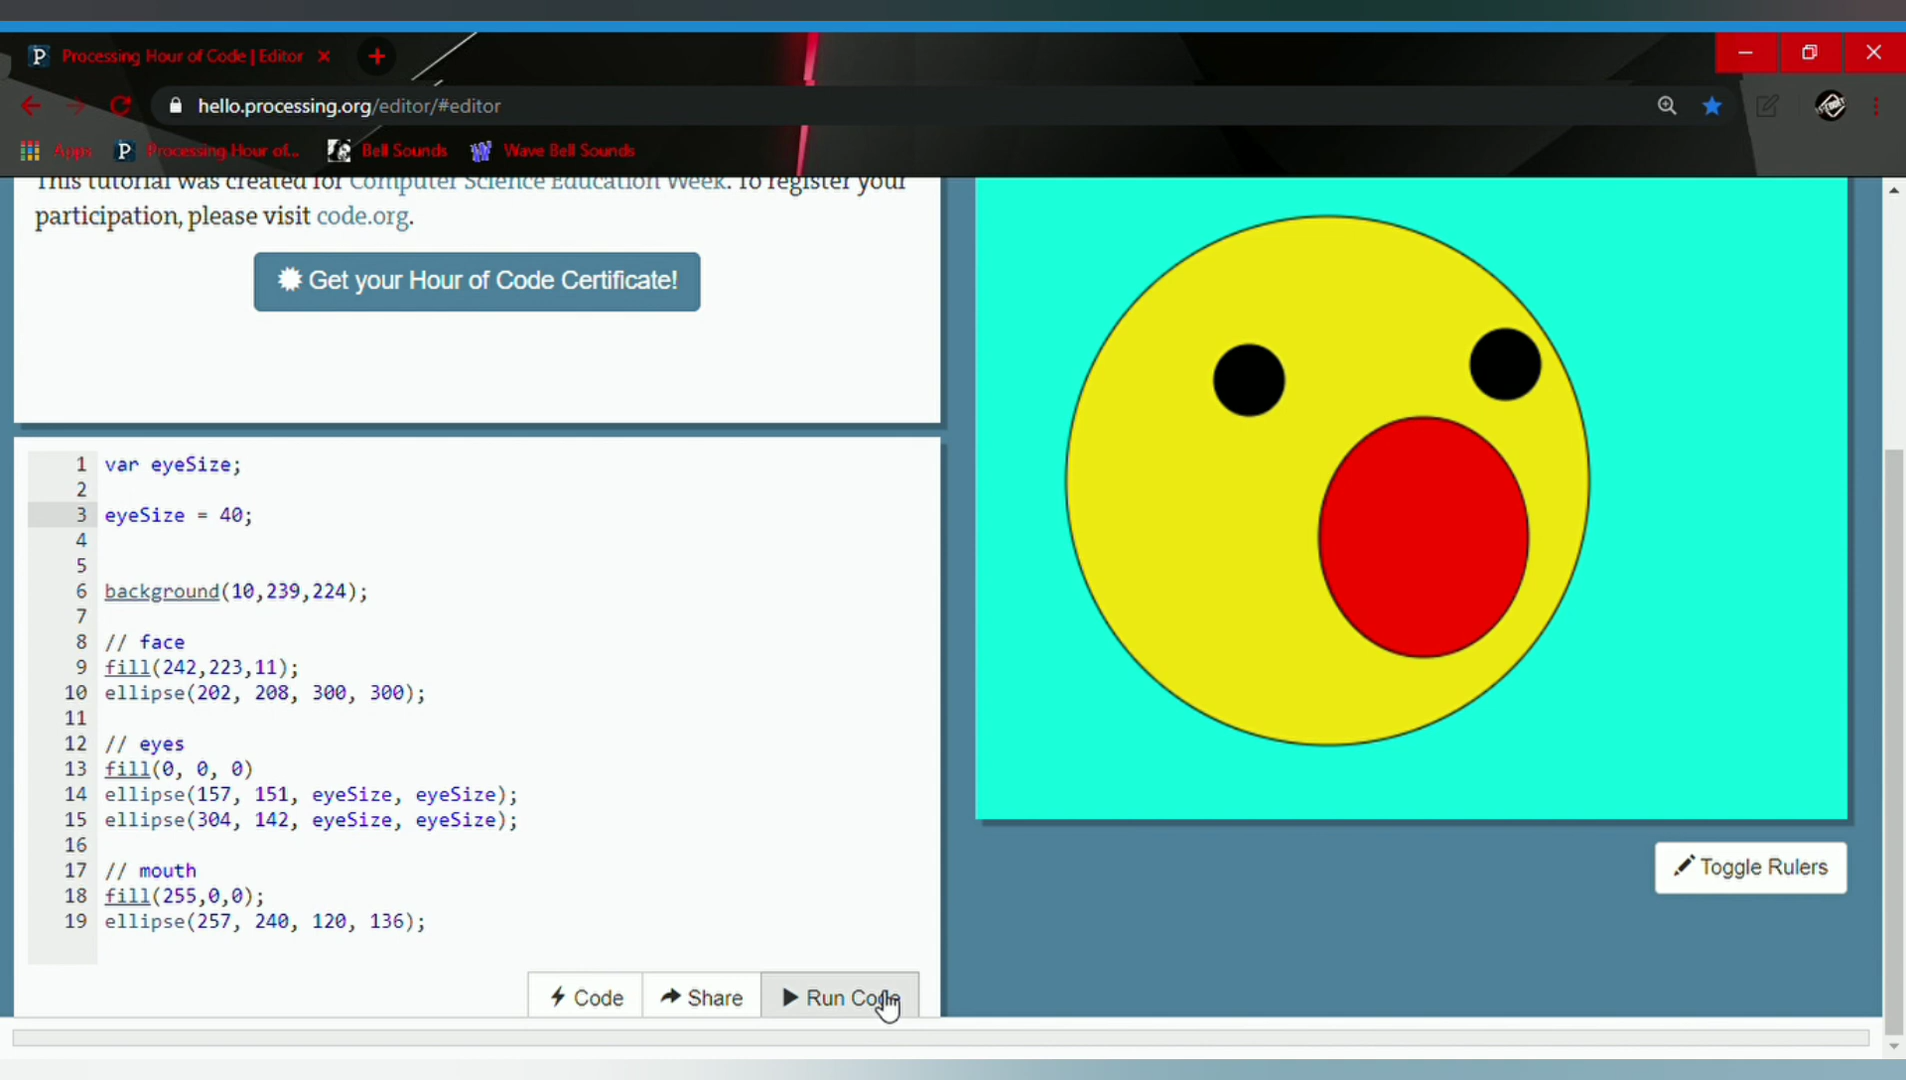 Processing Hour of Code | Editor
hello.processing.org/editor/#editor
Apps
Processing Hour of...
Bell Sounds
Wave Bell Sounds
This tutorial was created for Computer Science Education Week. To register your
participation, please visit code.org.
Get your Hour of Code Certificate!
1 var eyeSize;
2
3 eyeSize = 40;
4
5
6 background(10,239,224);
7
8 // face
9 fill(242,223,11);
10 ellipse(202, 208, 300, 300);
11
12 // eyes
13 fill(0, 0, 0)
14 ellipse(157, 151, eyeSize, eyeSize);
15 ellipse(304, 142, eyeSize, eyeSize);
16
17 // mouth
18 fill(255,0,0);
19 ellipse(257, 240, 120, 136);
Code
Share
Run Code
Toggle Rulers